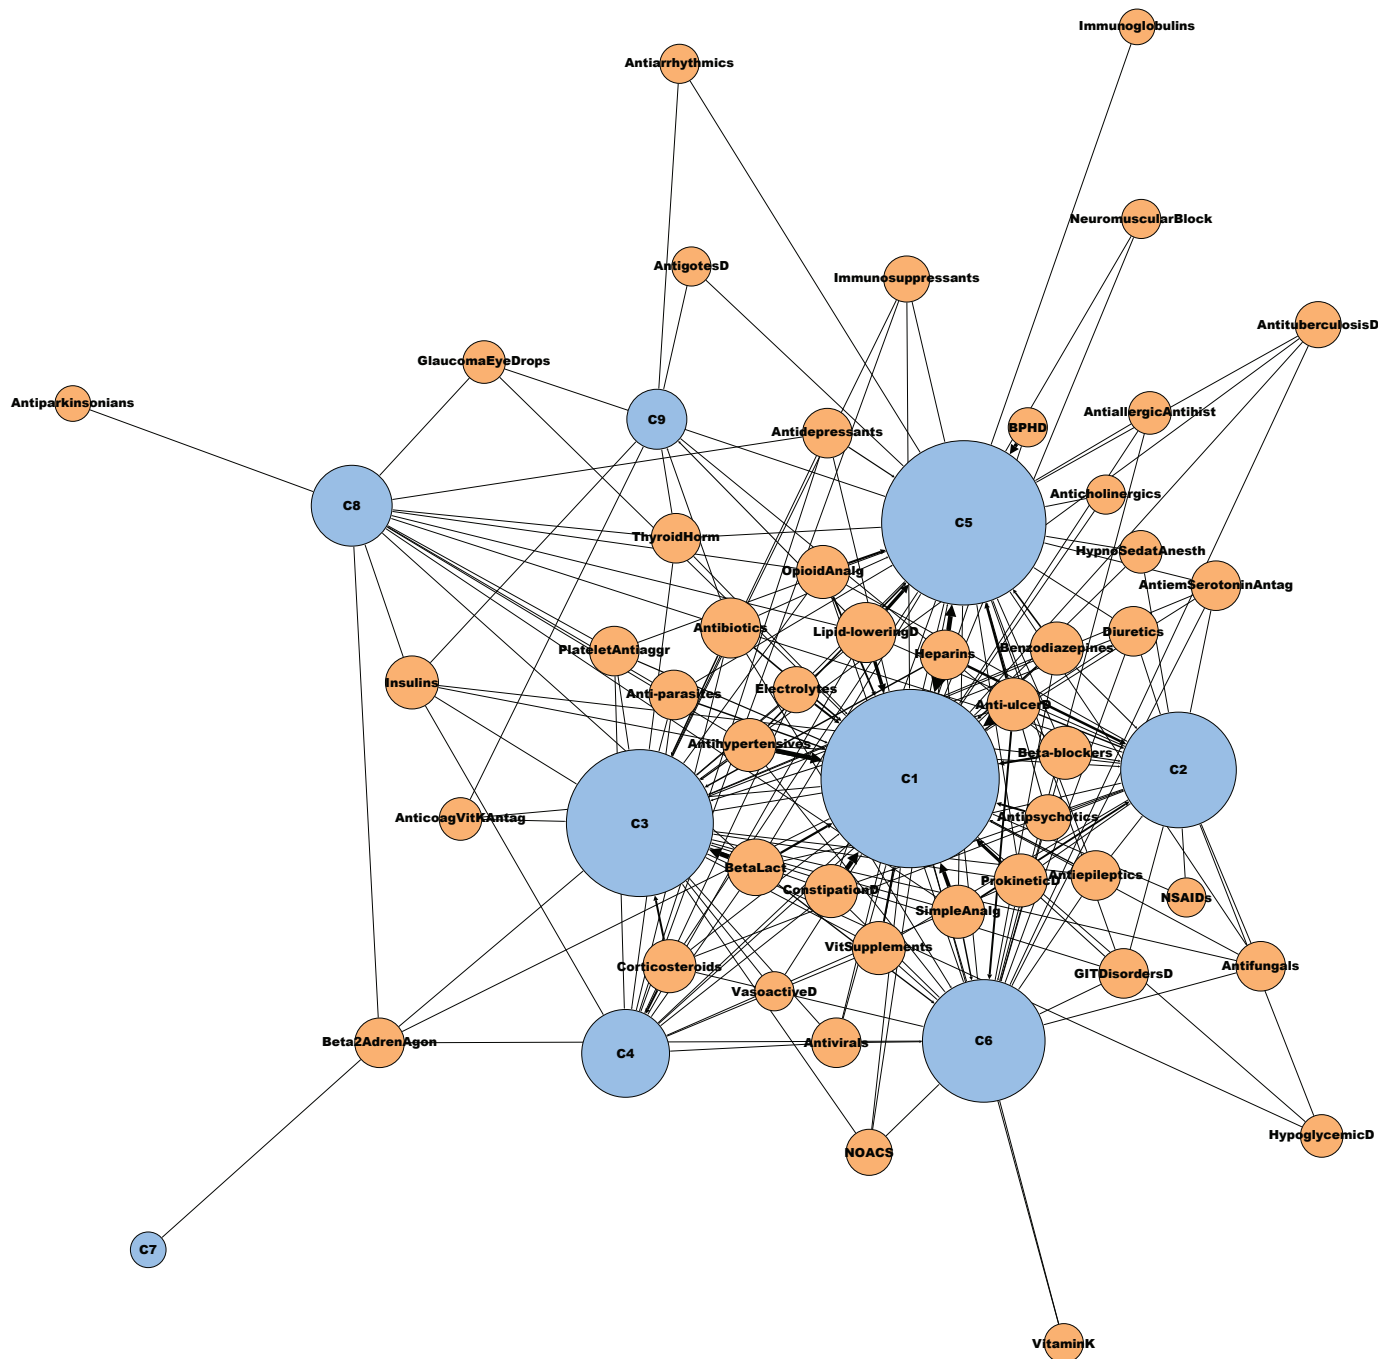 Immunoglobulins
Antiarrhythmics
NeuromuscularBlock
AntigotesD
Immunosuppressants
AntituberculosisD
GlaucomaEyeDrops
Antiparkinsonians
C9
AntiallergicAntihist
BPHD
Antidepressants
Anticholinergics
C8
C5
ThyroidHorm
HypnoSedatAnesth
OpioidAnalg
AntiemSerotoninAntag
Antibiotics
Lipid-loweringD
Diuretics
PlateletAntiaggr
Heparins
Benzodiazepines
Insulins
Anti-parasites
Electrolytes
Anti-ulcerD
Antihypertensives
Beta-blockers
C2
C1
AnticoagVitKAntag
C3
Antipsychotics
BetaLact
ConstipationD
ProkineticD
Antiepileptics
NSAIDs
SimpleAnalg
VitSupplements
Corticosteroids
GITDisordersD
Antifungals
VasoactiveD
Beta2AdrenAgon
Antivirals
C6
C4
HypoglycemicD
NOACS
C7
VitaminK